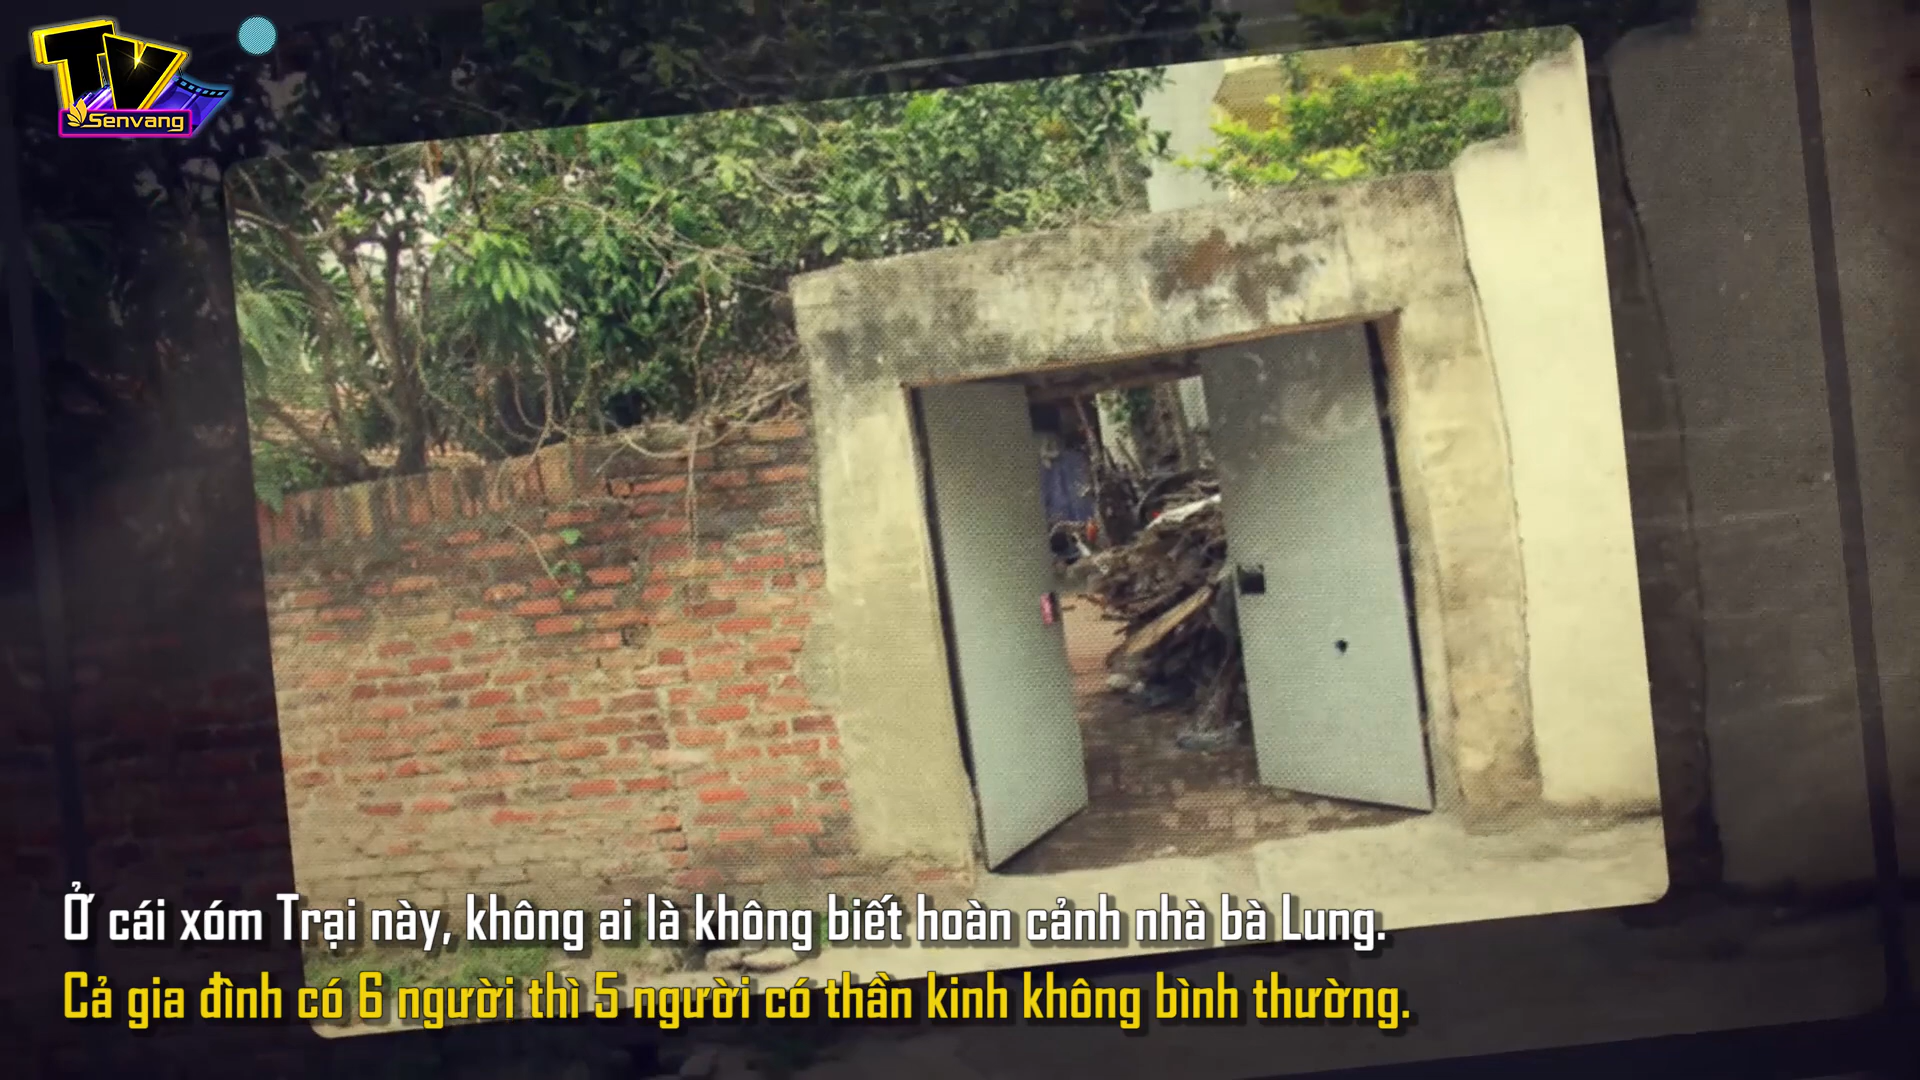 TV
Senvang
Ở cái xóm Trại này, không ai là không biết hoàn cảnh nhà bà Lung.
Cả gia đình có 6 người thì 5 người có thần kinh không bình thường.